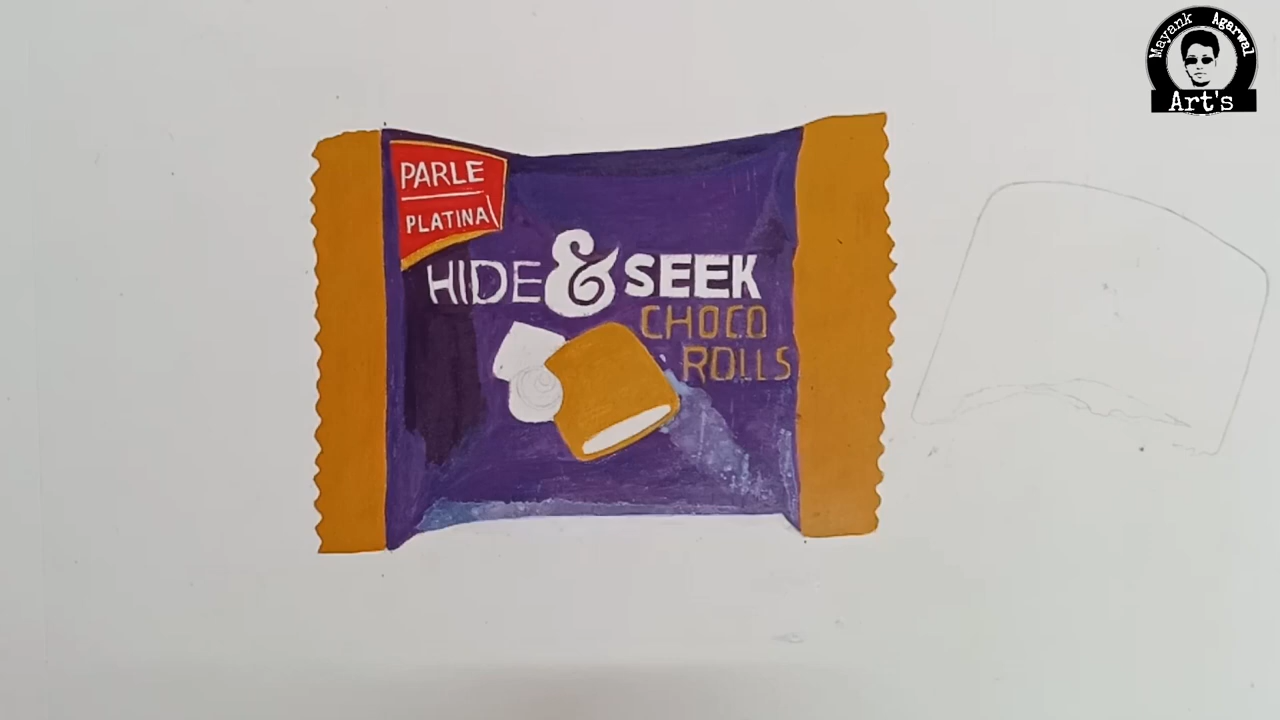 Mayank Agarwal
Art's
PARLE
PLATINA
HIDE & SEEK
CHOCO
ROLLS